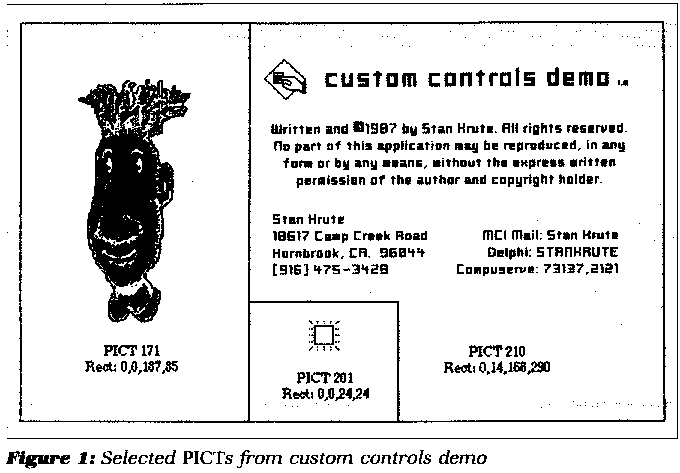 custom controls demo
Written and ©1987 by Stan Krute. All rights reserved.
No part of this application may be reproduced, in any
form or by any means, without the express written
permission of the author and copyright holder.
Stan Krute
18617 Camp Creek Road
Hornbrook, CA. 96044
(916) 475-3428
MCI Mail: Stan Krute
Delphi: STANKRUTE
Compuserve: 73137,2121
PICT 171
Rect: 0,0,187,85
PICT 201
Rect: 0,0,24,24
PICT 210
Rect: 0,14,166,290
Figure 1: Selected PICTs from custom controls demo